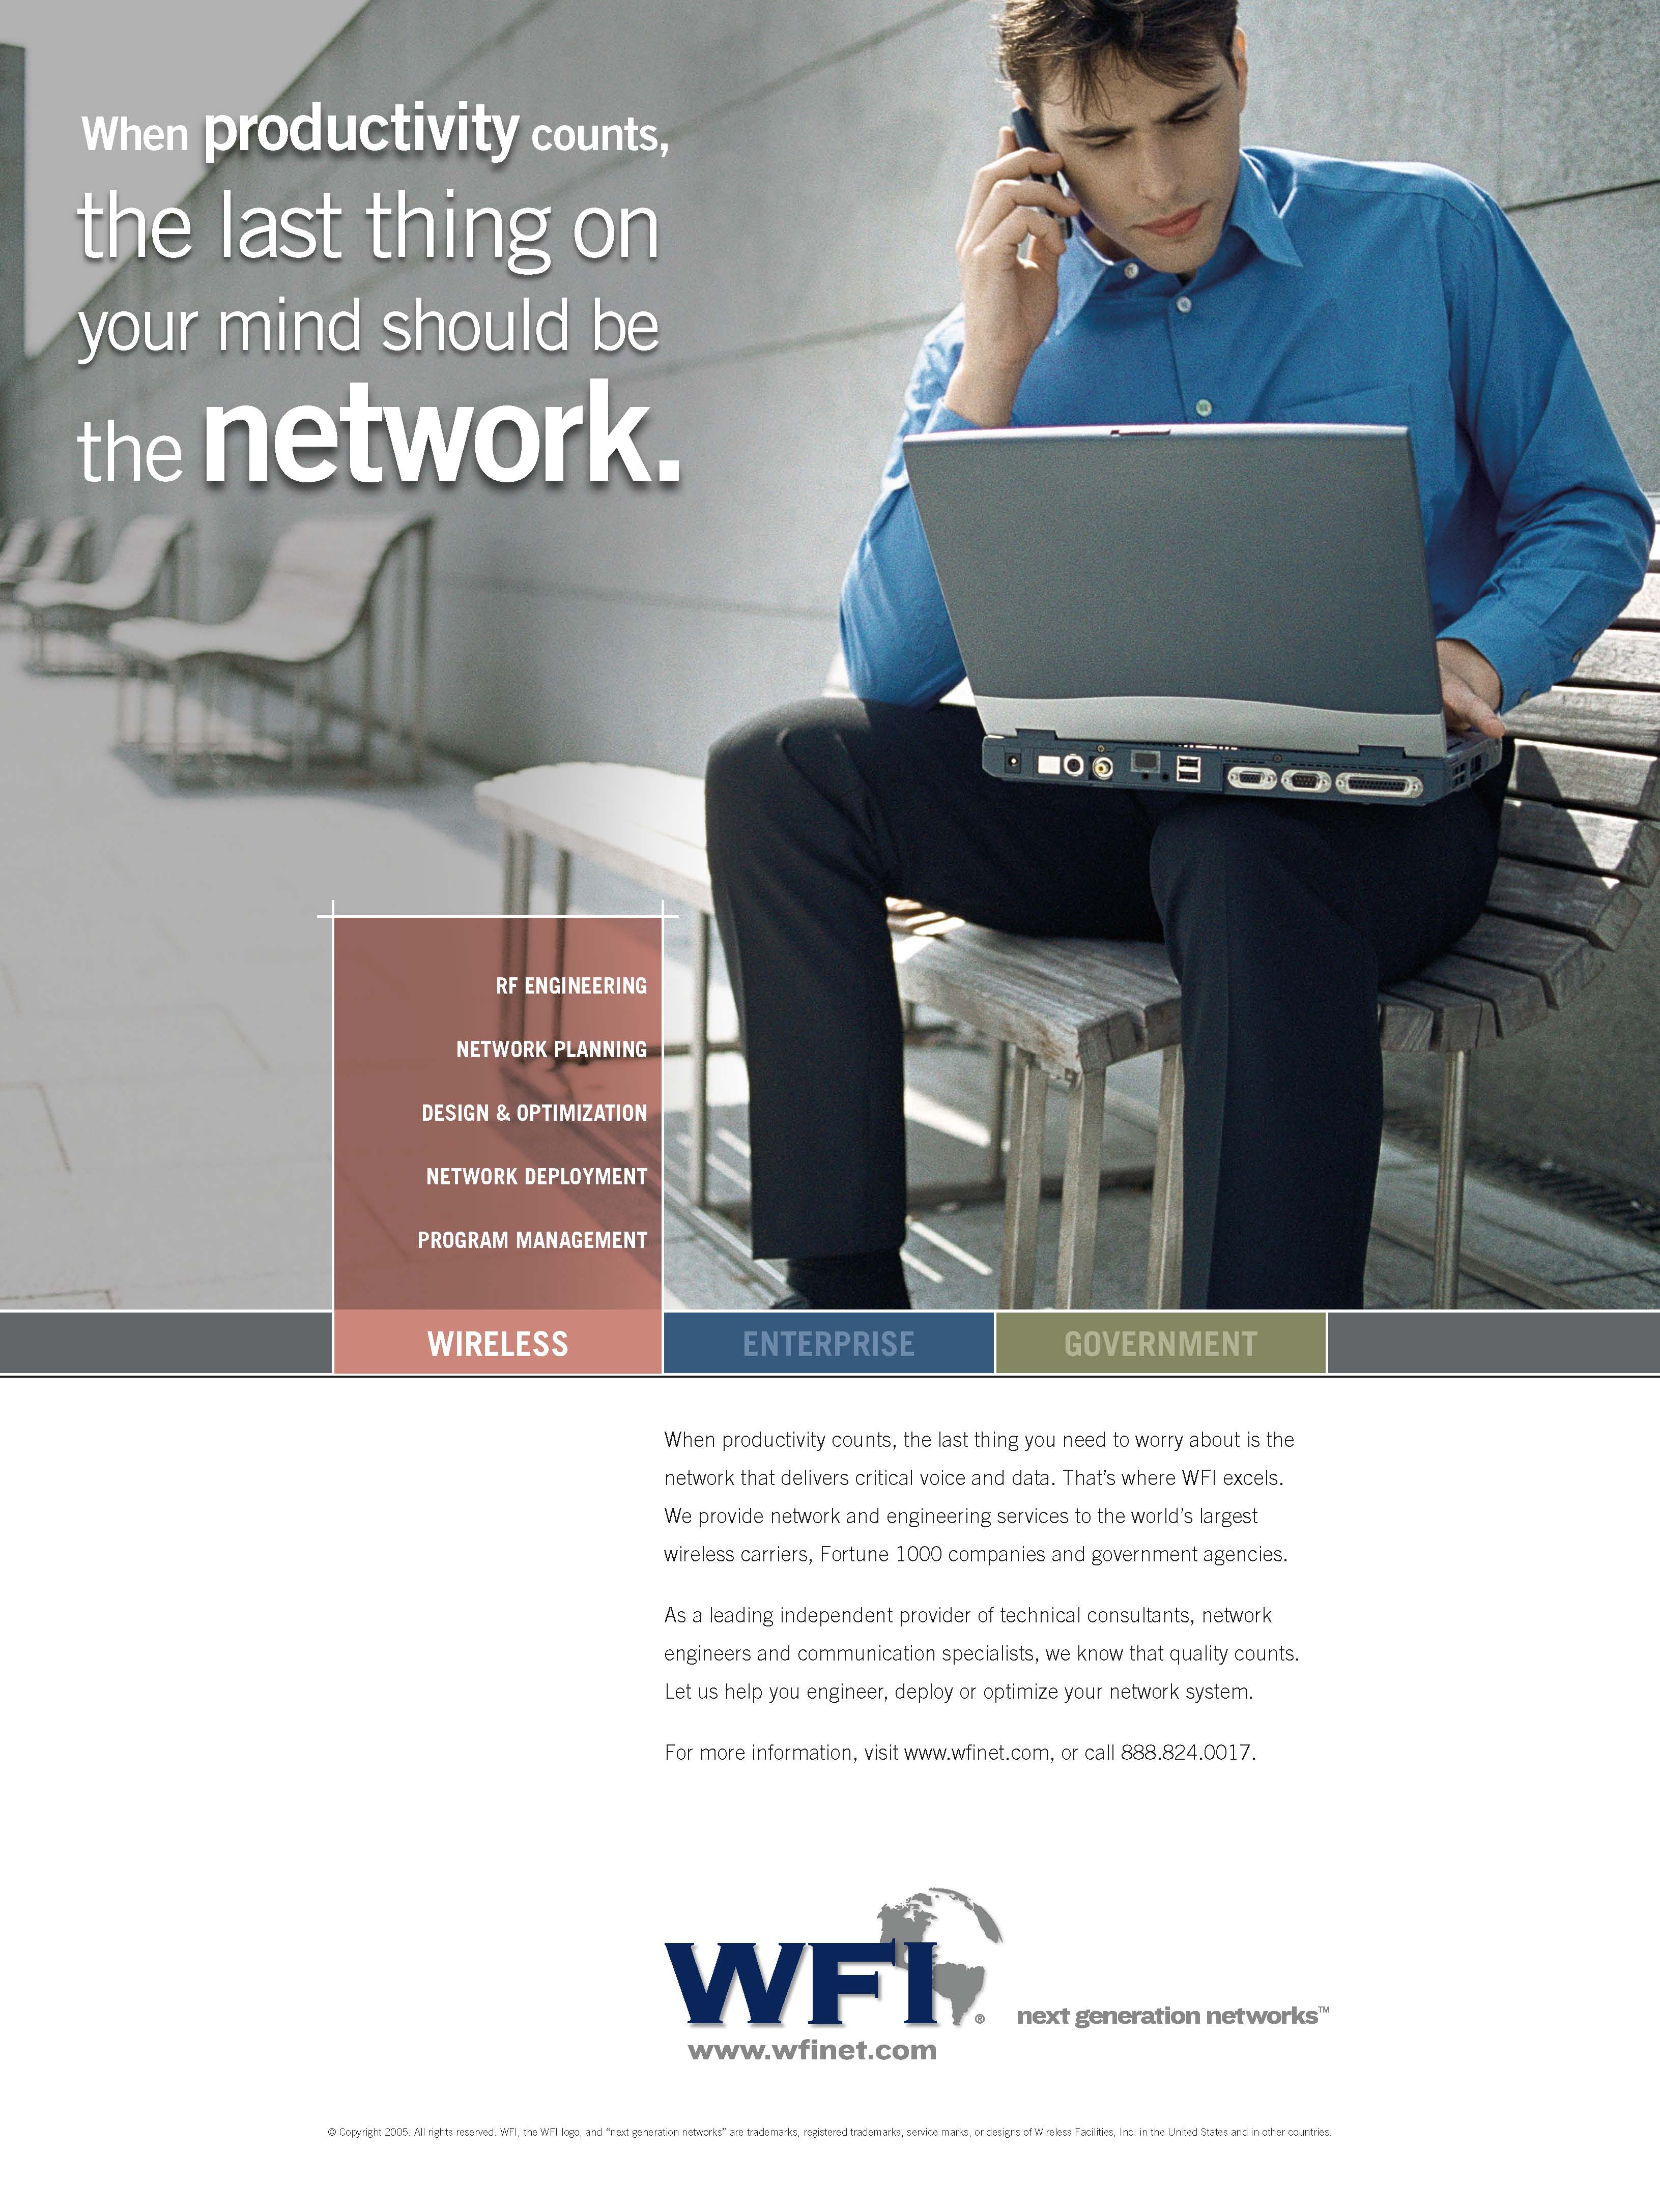 When productivity counts,
the last thing on
your mind should be
the network.
RF ENGINEERING
NETWORK PLANNING
DESIGN & OPTIMIZATION
NETWORK DEPLOYMENT
PROGRAM MANAGEMENT
WIRELESS ENTERPRISE GOVERNMENT
When productivity counts, the last thing you need to worry about is the
network that delivers critical voice and data. That’s where WFI excels.
We provide network and engineering services to the world’s largest
wireless carriers, Fortune 1000 companies and government agencies.
As a leading independent provider of technical consultants, network
engineers and communication specialists, we know that quality counts.
Let us help you engineer, deploy or optimize your network system.
For more information, visit www.wfinet.com, or call 888.824.0017.
WFI®
next generation networks™
www.wfinet.com
© Copyright 2005. All rights reserved. WFI, the WFI logo, and “next generation networks” are trademarks, registered trademarks, service marks, or designs of Wireless Facilities, Inc. in the United States and in other countries.